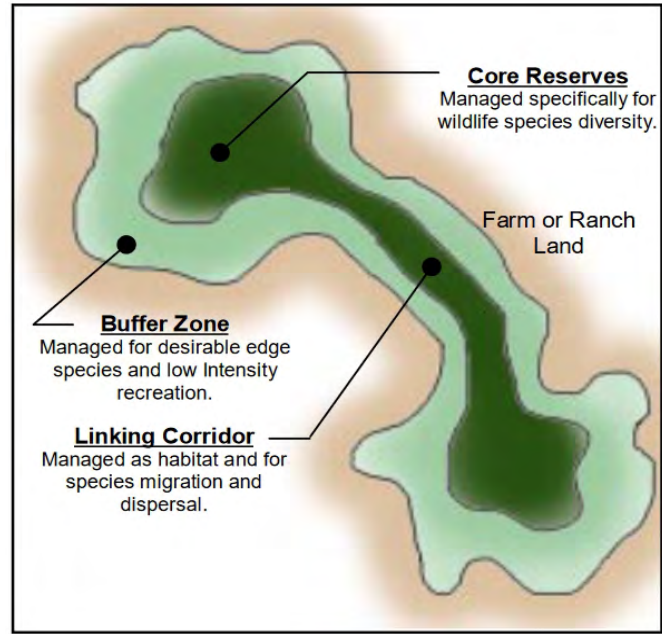 Core Reserves
Managed specifically for
wildlife species diversity.
Farm or Ranch
Land
Buffer Zone
Managed for desirable edge
species and low Intensity
recreation.
Linking Corridor
Managed as habitat and for
species migration and
dispersal.